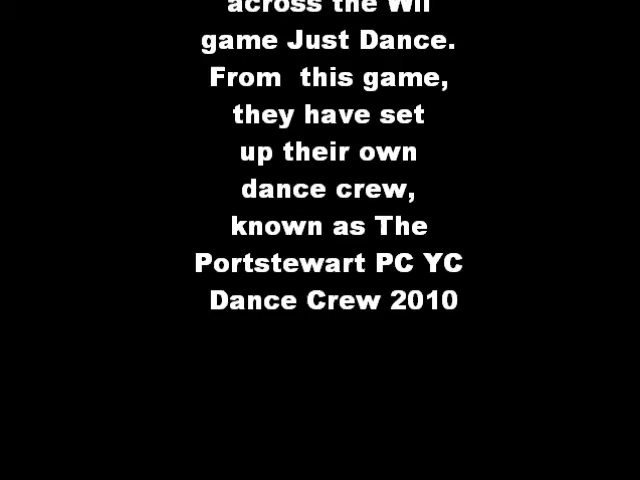 across the Wii
game Just Dance.
From  this game,
they have set
up their own
dance crew,
known as The
Portstewart PC YC
Dance Crew 2010